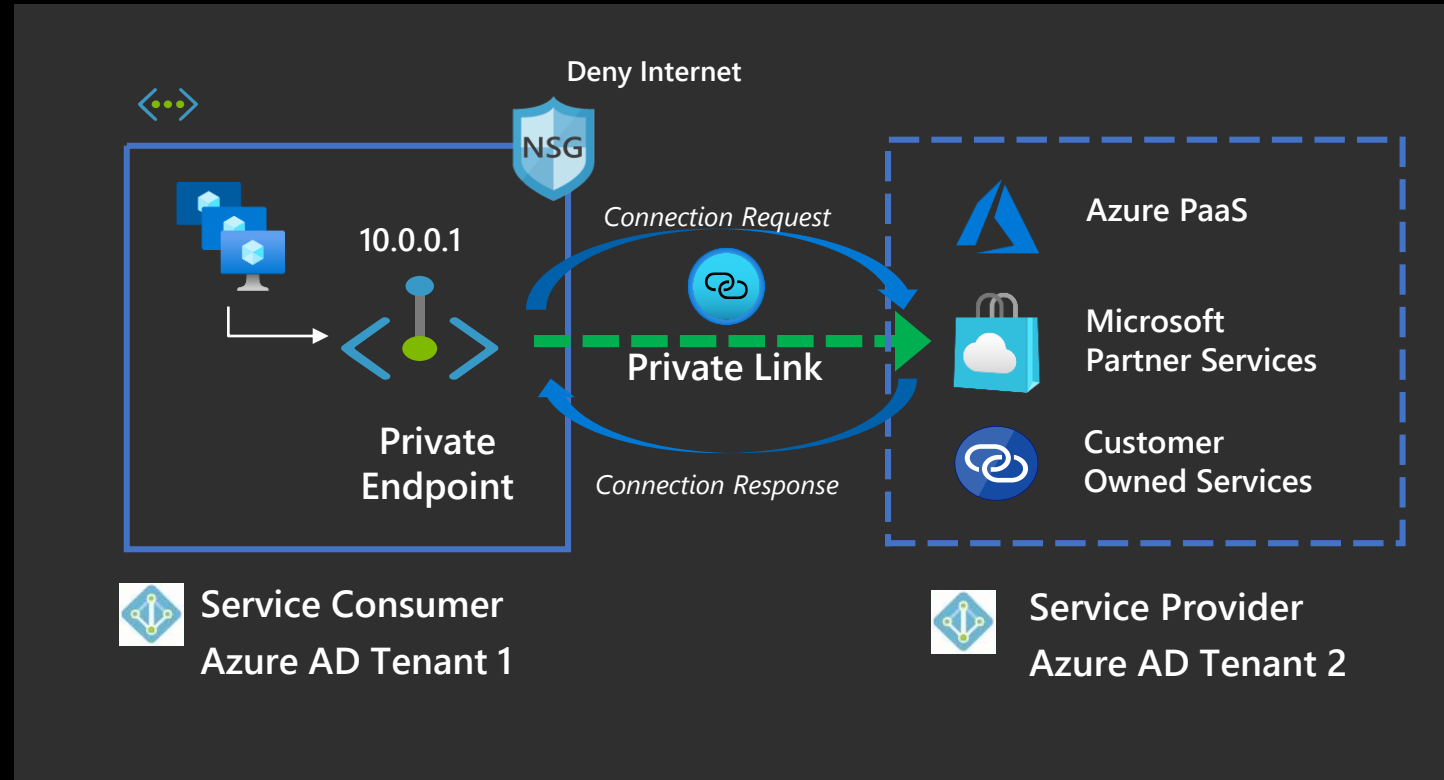 Deny Internet
NSG
10.0.0.1
Private
Endpoint
Connection Request
Private Link
Connection Response
Azure PaaS
Microsoft
Partner Services
Customer
Owned Services
Service Consumer
Azure AD Tenant 1
Service Provider
Azure AD Tenant 2